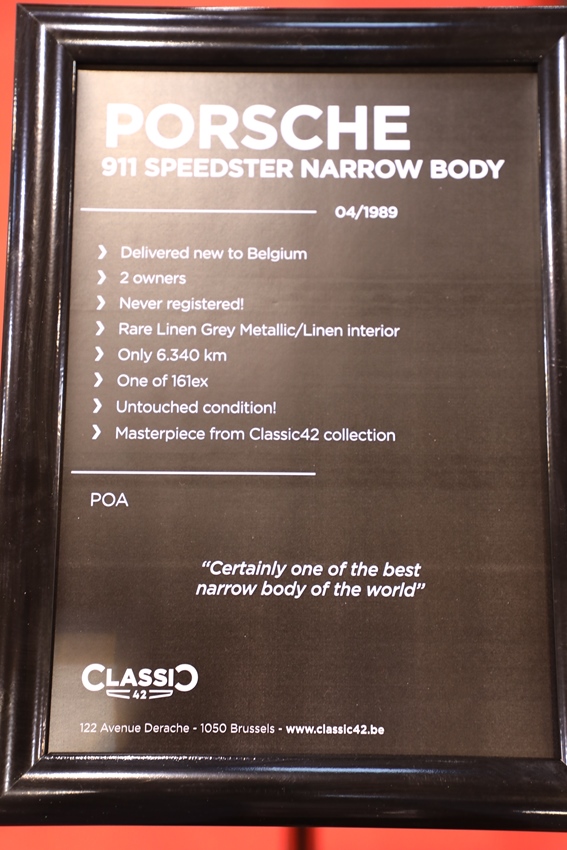 PORSCHE
911 SPEEDSTER NARROW BODY
04/1989
❯ Delivered new to Belgium
❯ 2 owners
❯ Never registered!
❯ Rare Linen Grey Metallic/Linen interior
❯ Only 6.340 km
❯ One of 161ex
❯ Untouched condition!
❯ Masterpiece from Classic42 collection
POA
“Certainly one of the best
narrow body of the world”
CLASSIC
42
122 Avenue Derache - 1050 Brussels - www.classic42.be